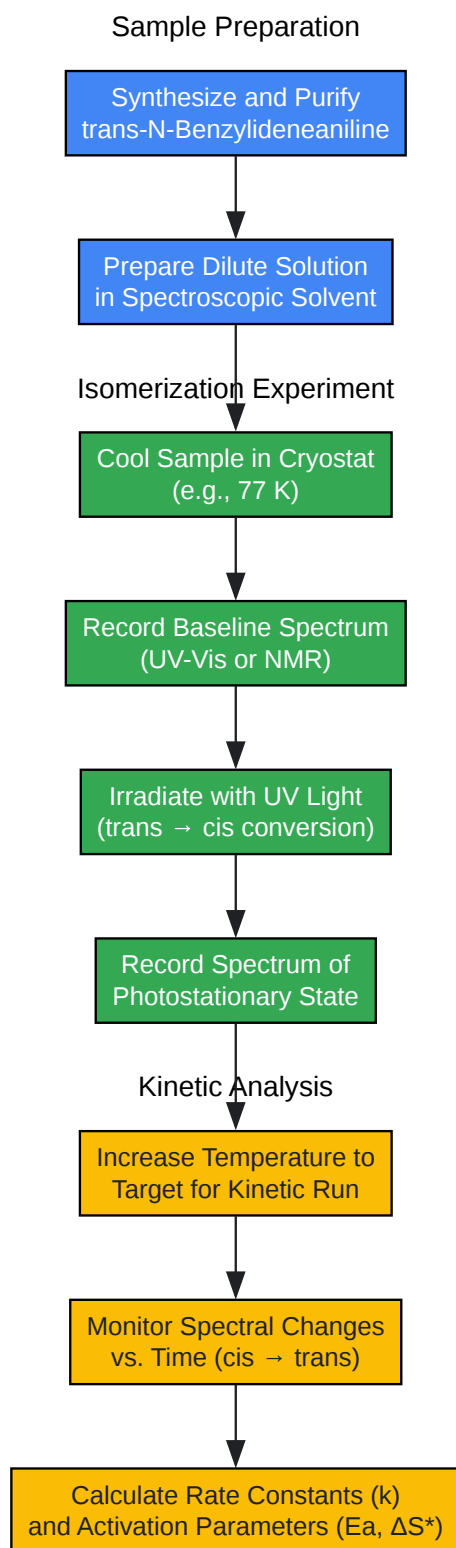 Sample Preparation
Synthesize and Purify
trans-N-Benzylideneaniline
Prepare Dilute Solution
in Spectroscopic Solvent
Isomerization Experiment
Cool Sample in Cryostat
(e.g., 77 K)
Record Baseline Spectrum
(UV-Vis or NMR)
Irradiate with UV Light
(trans → cis conversion)
Record Spectrum of
Photostationary State
Kinetic Analysis
Increase Temperature to
Target for Kinetic Run
Monitor Spectral Changes
vs. Time (cis → trans)
Calculate Rate Constants (k)
and Activation Parameters (Ea, ΔS*)